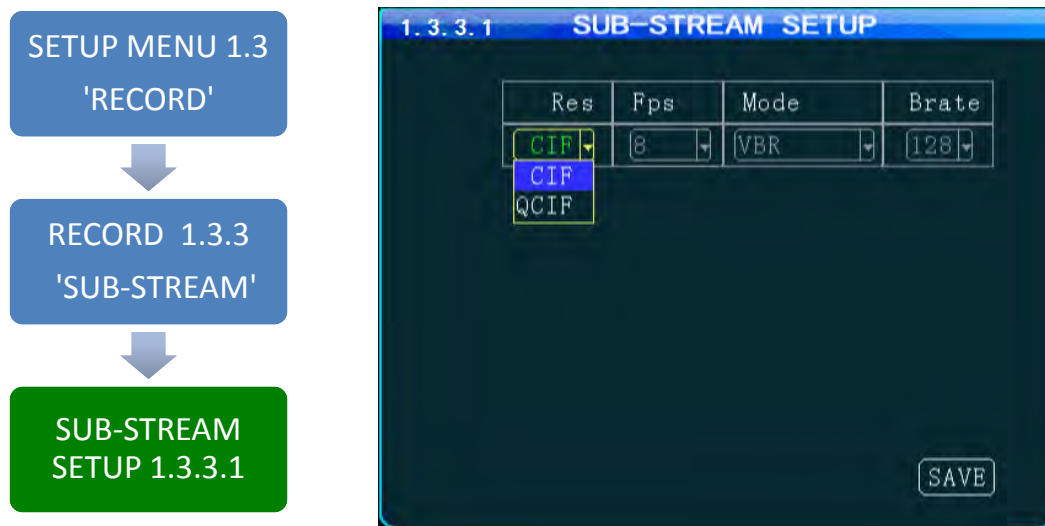 SETUP MENU 1.3
'RECORD'
RECORD 1.3.3
'SUB-STREAM'
SUB-STREAM
SETUP 1.3.3.1
1.3.3.1 SUB-STREAM SETUP
Res Fps Mode Brate
CIF 8 VBR 128
CIF
QCIF
SAVE